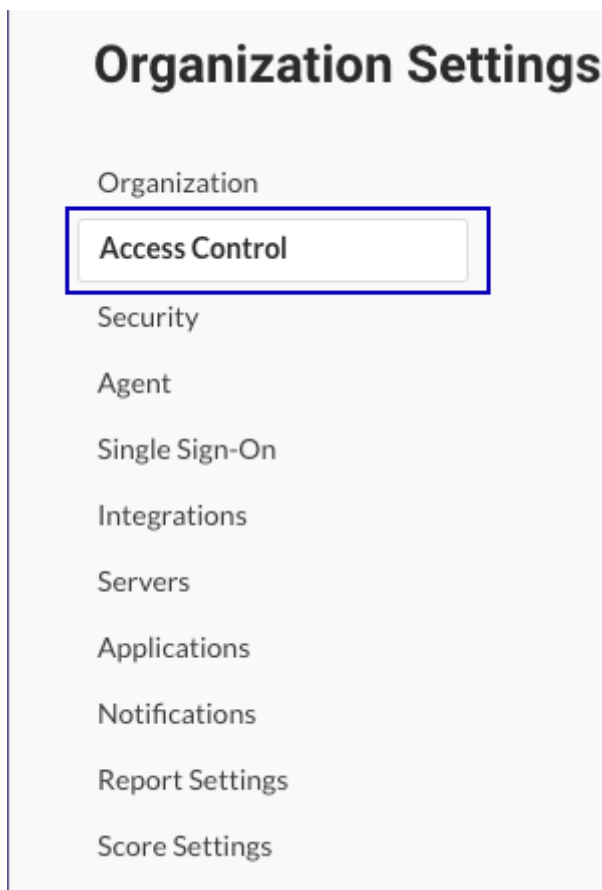 Organization Settings
Organization
Access Control
Security
Agent
Single Sign-On
Integrations
Servers
Applications
Notifications
Report Settings
Score Settings